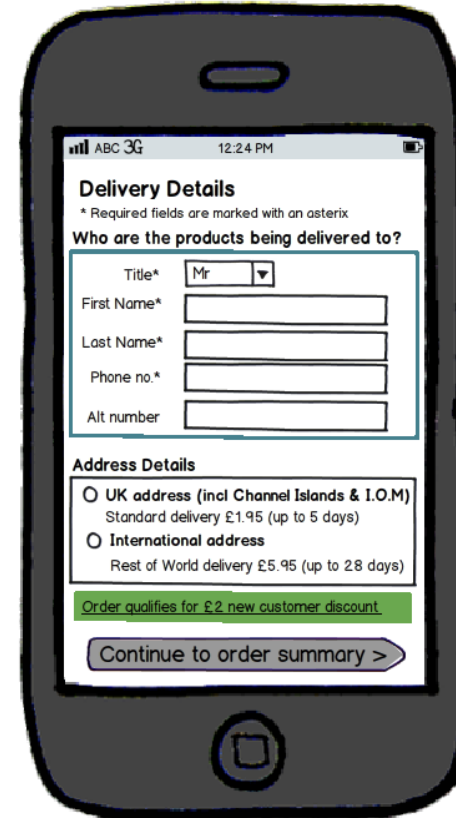 ABC 3G 12:24 PM
Delivery Details
* Required fields are marked with an asterix
Who are the products being delivered to?
Title* Mr
First Name*
Last Name*
Phone no.*
Alt number
Address Details
UK address (incl Channel Islands & I.O.M)
Standard delivery £1.95 (up to 5 days)
International address
Rest of World delivery £5.95 (up to 28 days)
Order qualifies for £2 new customer discount
Continue to order summary >